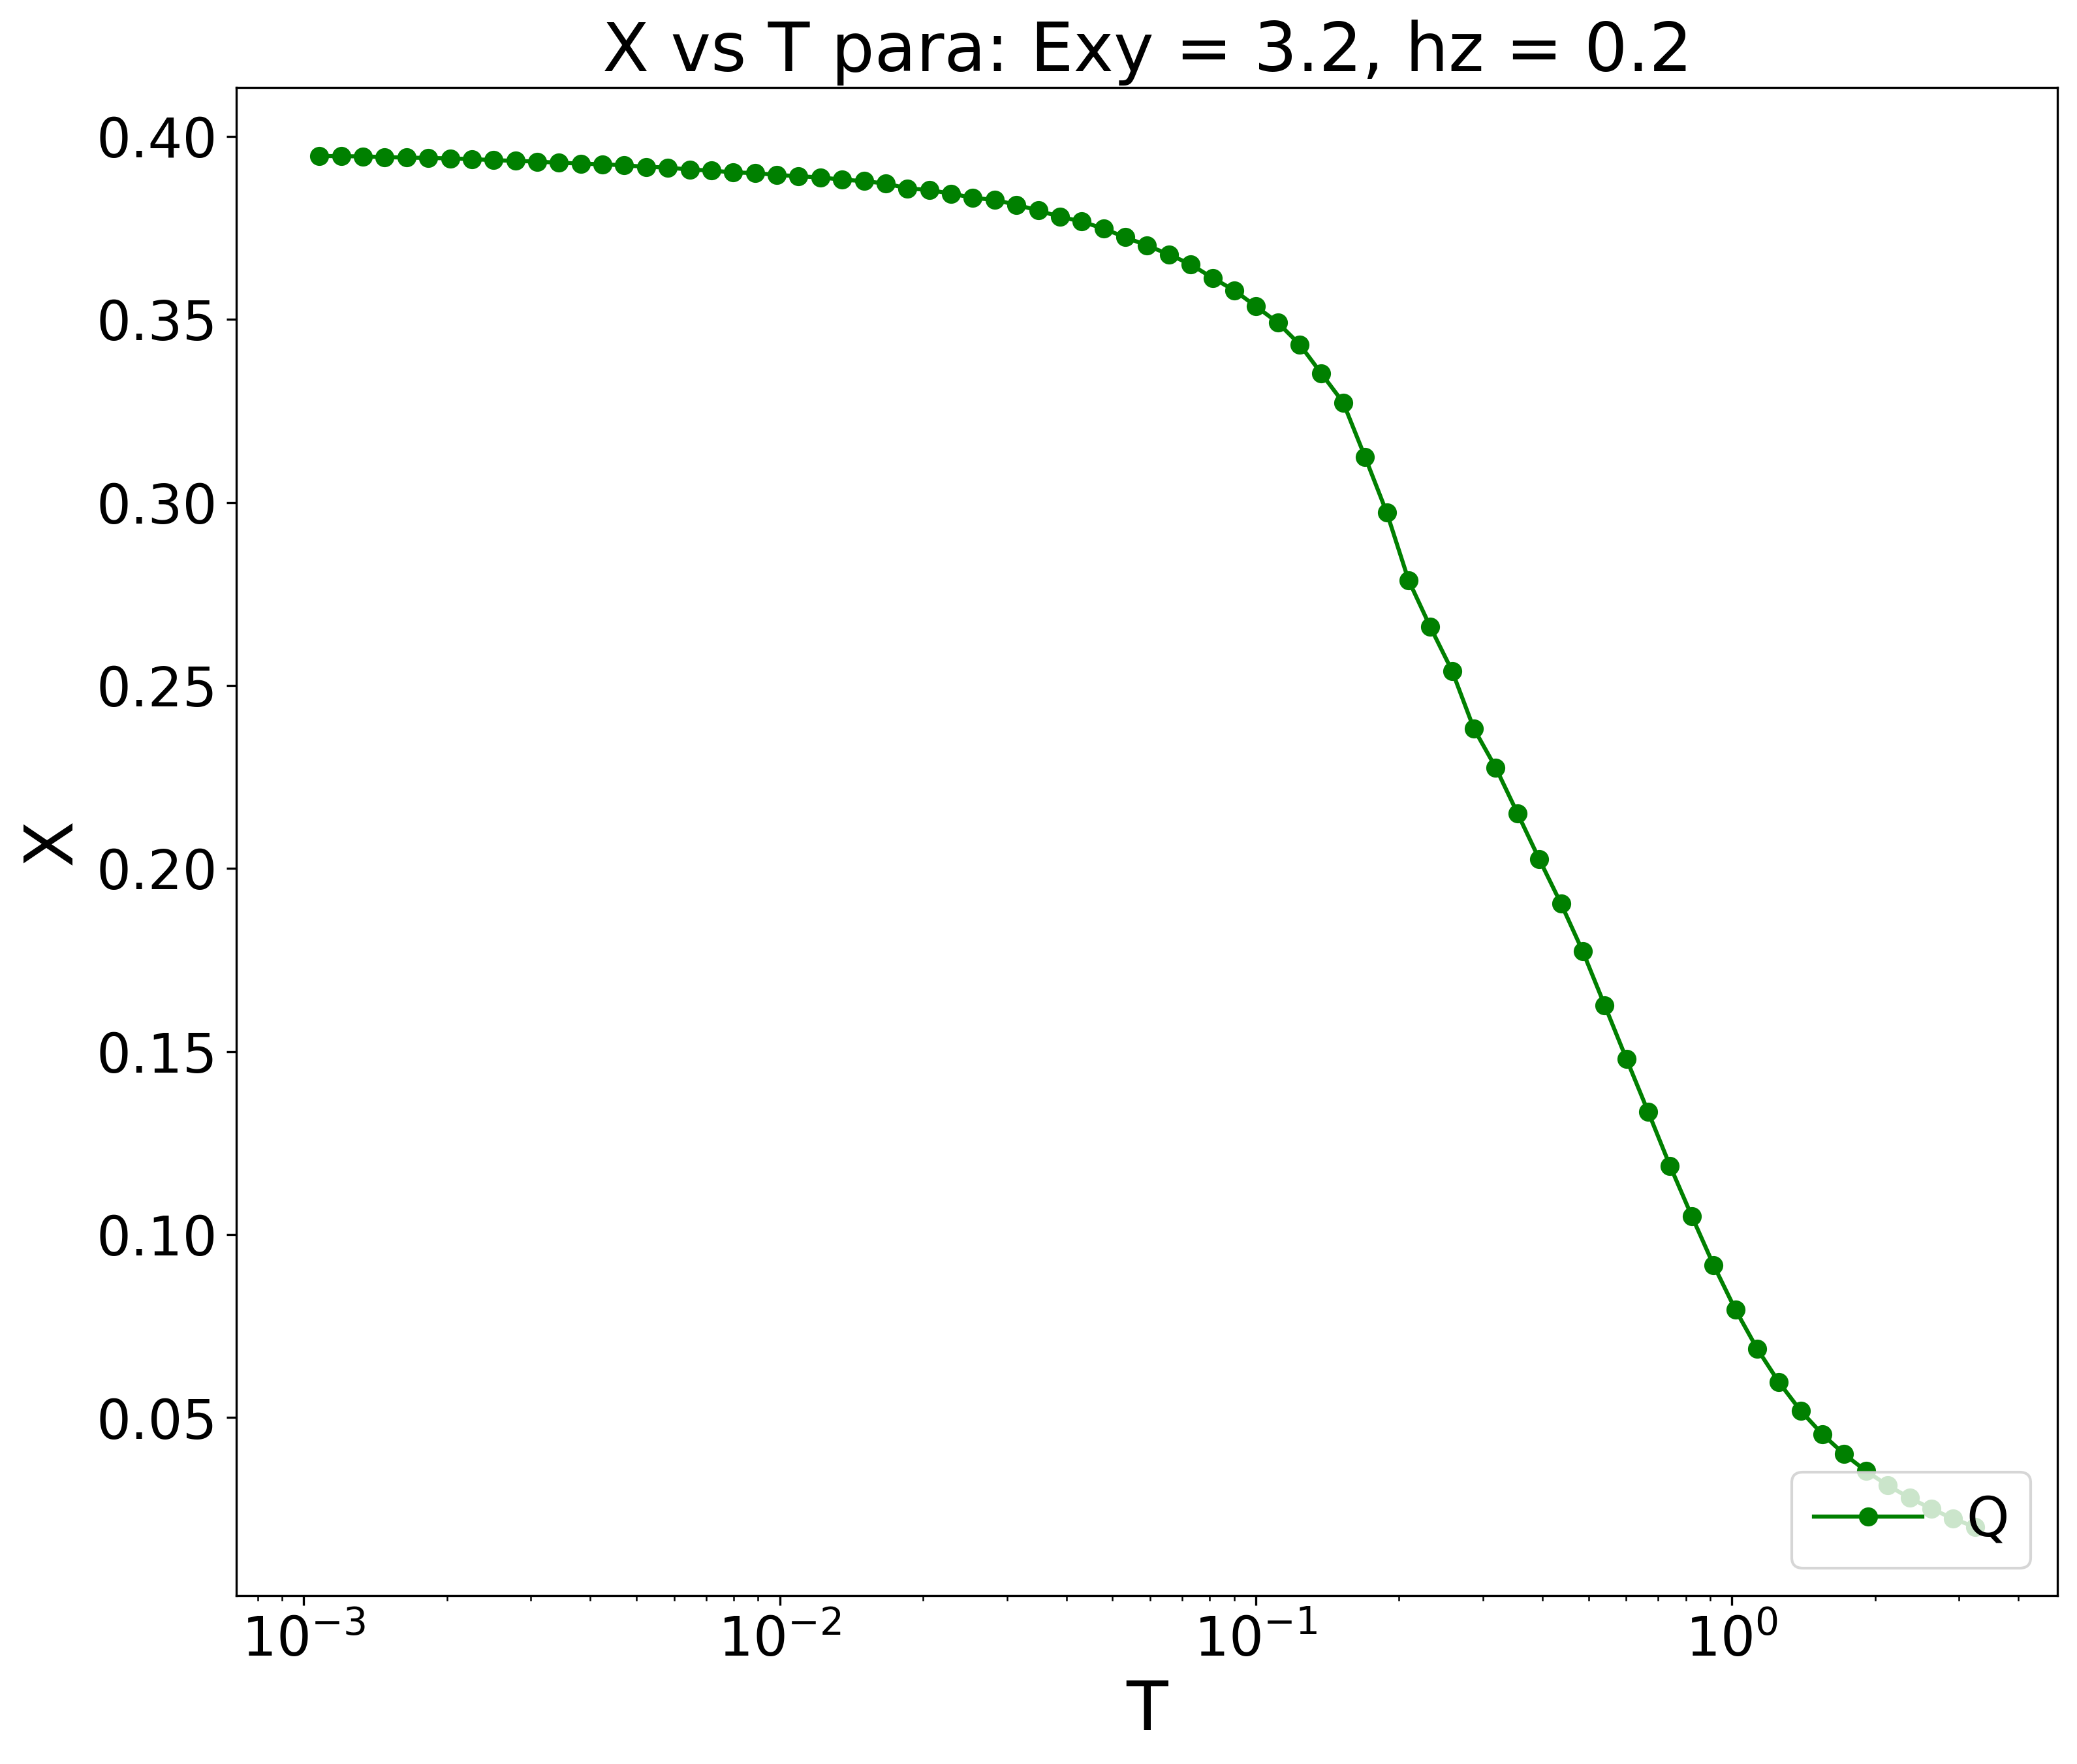 X vs T para: Exy = 3.2, hz = 0.2
X
0.40
0.35
0.30
0.25
0.20
0.15
0.10
0.05
10⁻³ 10⁻² 10⁻¹ 10⁰
T
Q